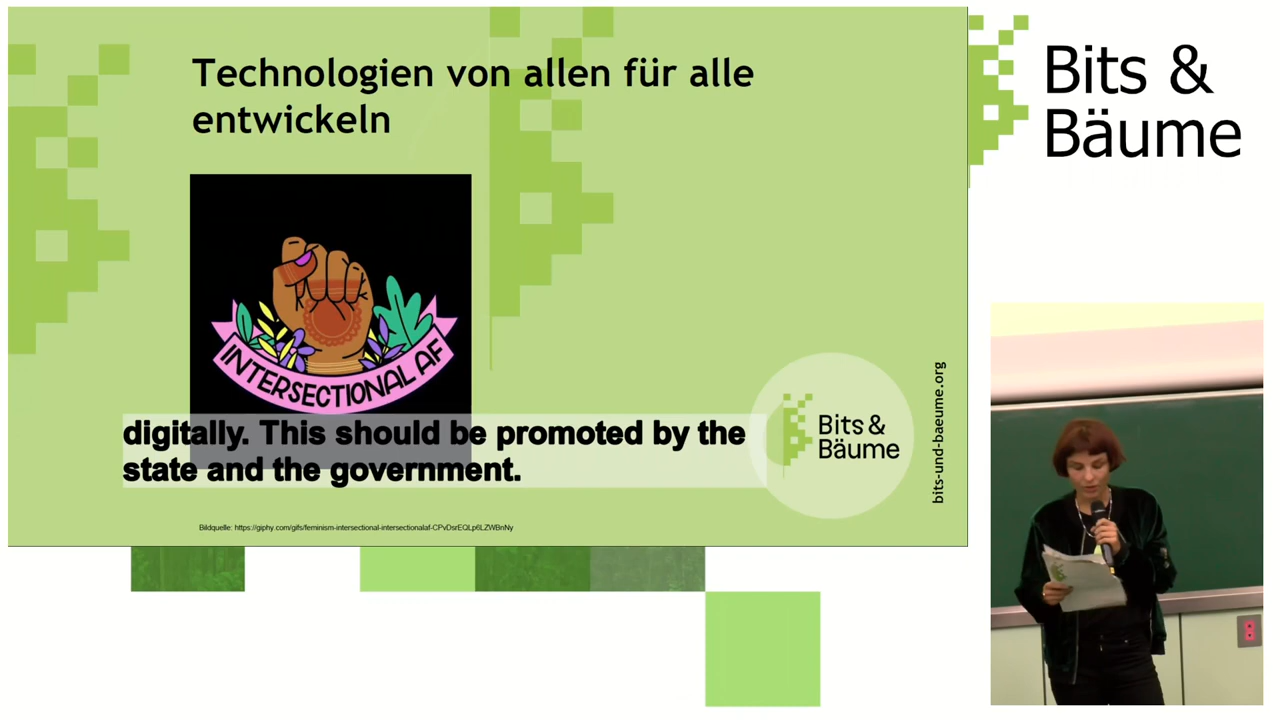 Technologien von allen für alle
entwickeln
INTERSECTIONAL AF
digitally. This should be promoted by the
state and the government.
Bits &
Bäume
bits-und-baeume.org
Bildquelle: https://giphy.com/gifs/feminism-intersectional-intersectionalaf-CPvDsrEQLp6LZWBnNy
Bits &
Bäume